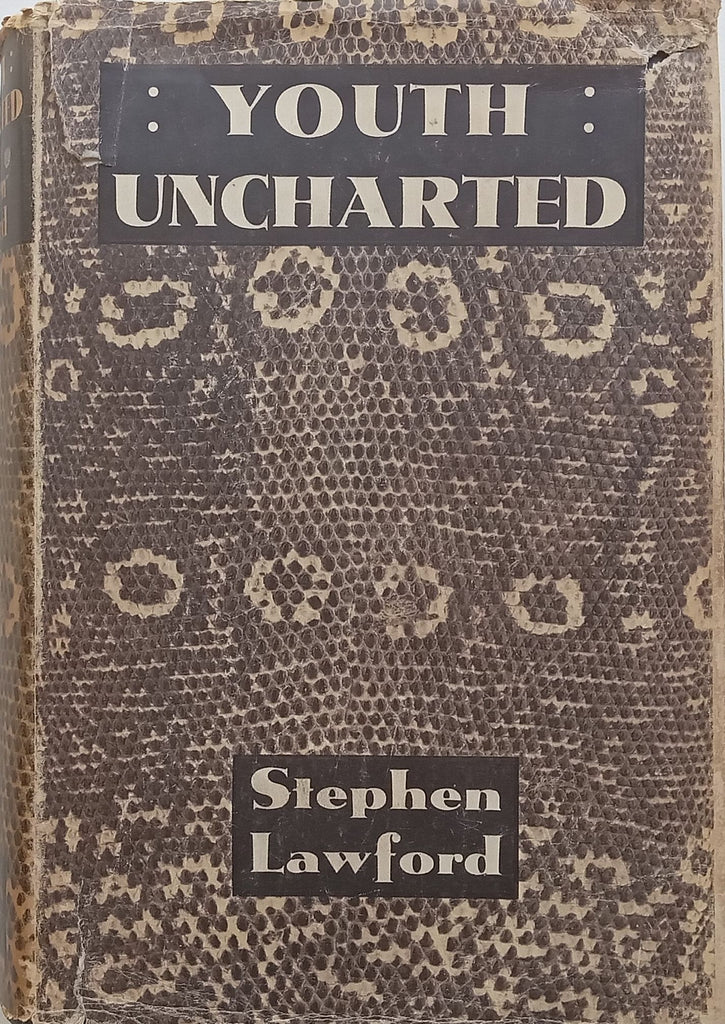 : YOUTH :
UNCHARTED
Stephen
Lawford